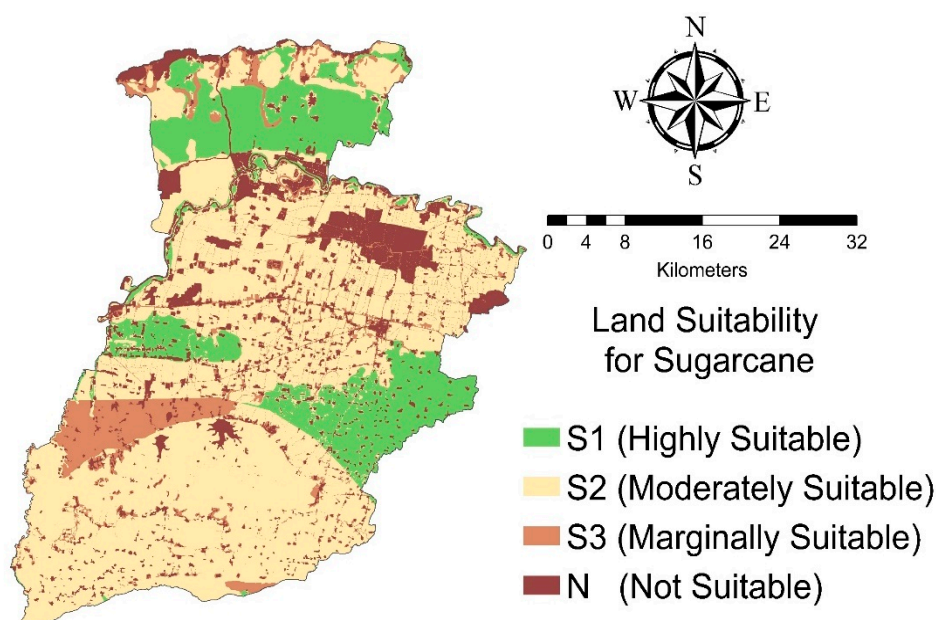 N
W E
S
0 4 8 16 24 32
Kilometers
Land Suitability
for Sugarcane
S1 (Highly Suitable)
S2 (Moderately Suitable)
S3 (Marginally Suitable)
N (Not Suitable)